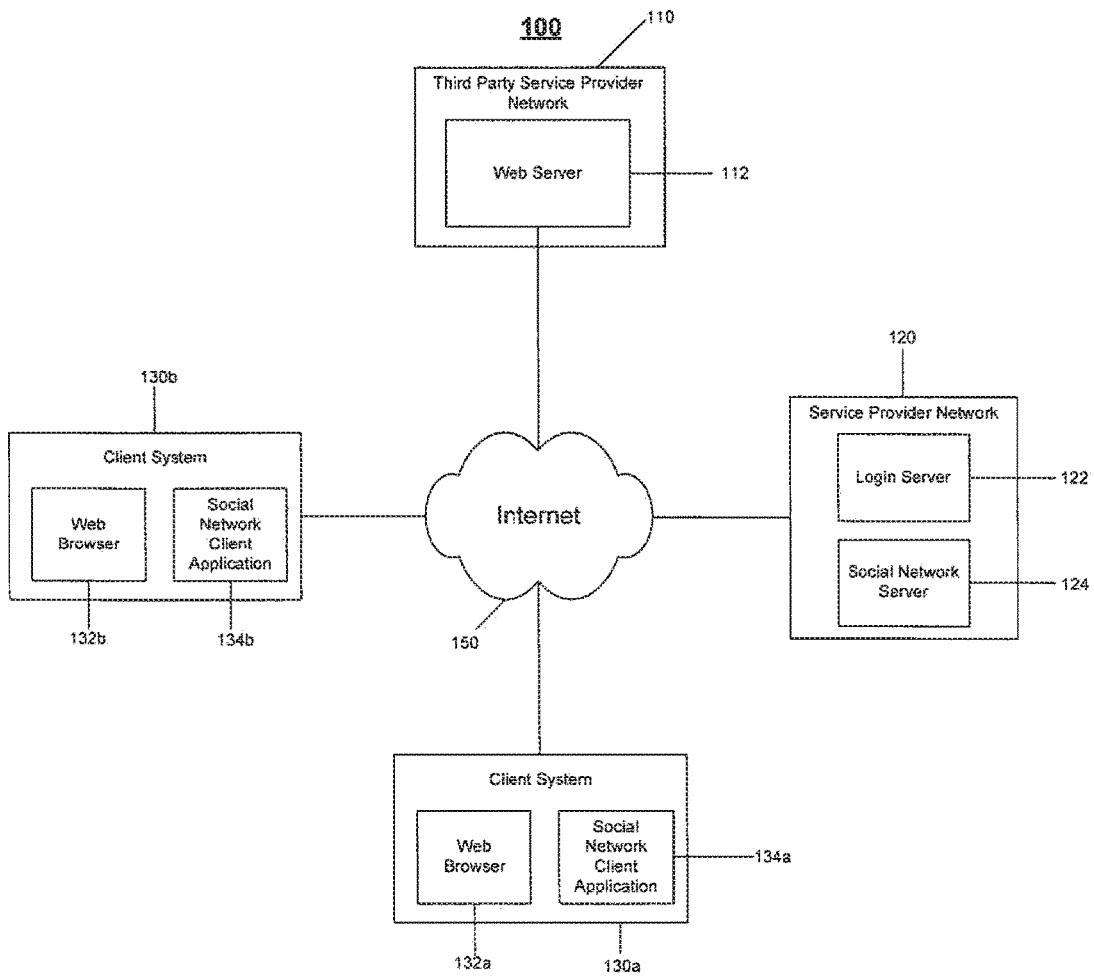 100
110
Third Party Service Provider
Network
Web Server
112
120
Service Provider Network
Login Server
122
Social Network
Server
124
130b
Client System
Web
Browser
Social
Network
Client
Application
132b
134b
Internet
150
Client System
Web
Browser
Social
Network
Client
Application
134a
132a
130a